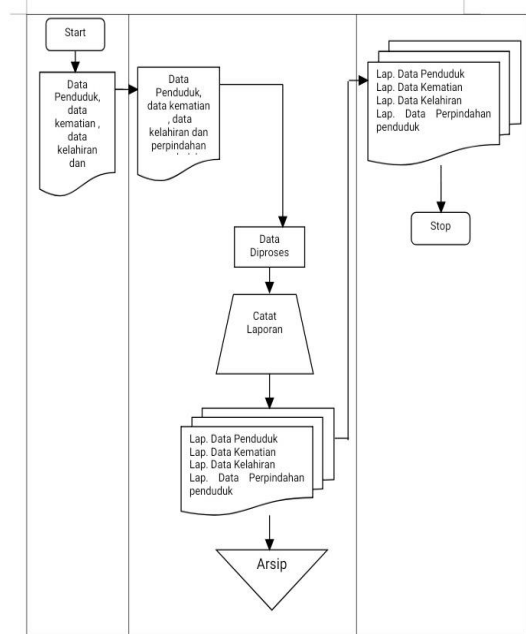 Start
Data
Penduduk,
data
kematian ,
data
kelahiran
dan
Data
Penduduk,
data kematian
, data
kelahiran dan
perpindahan
Lap. Data Penduduk
Lap. Data Kematian
Lap. Data Kelahiran
Lap. Data Perpindahan
penduduk
Stop
Data
Diproses
Catat
Laporan
Lap. Data Penduduk
Lap. Data Kematian
Lap. Data Kelahiran
Lap. Data Perpindahan
penduduk
Arsip